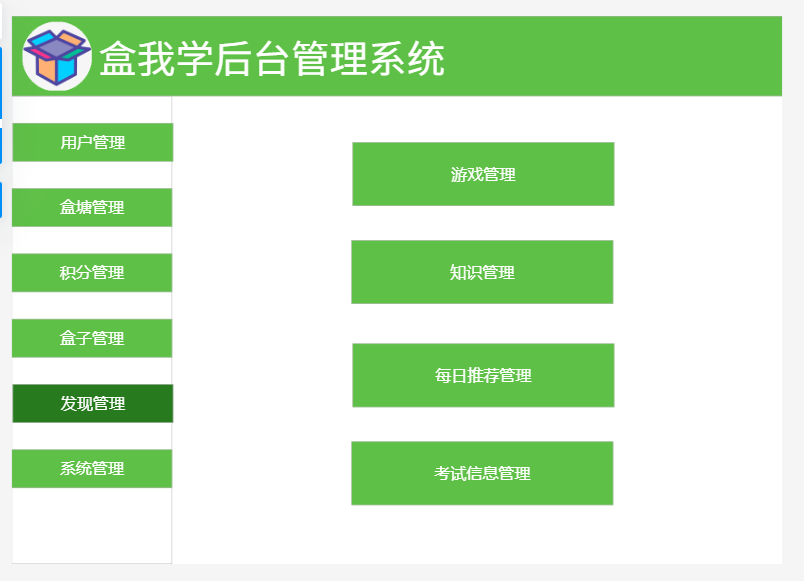 盒我学后台管理系统
用户管理
盒塘管理
积分管理
盒子管理
发现管理
系统管理
游戏管理
知识管理
每日推荐管理
考试信息管理